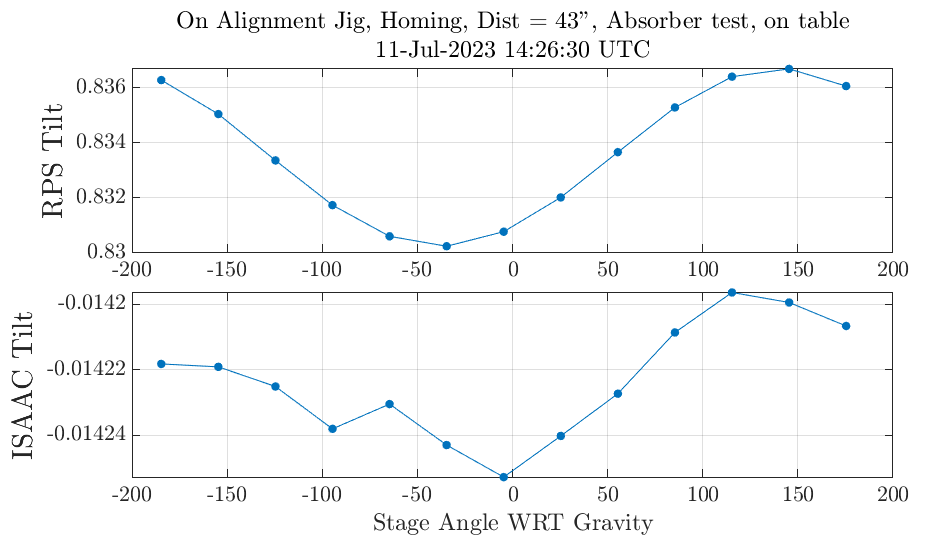 On Alignment Jig, Homing, Dist = 43”, Absorber test, on table
11-Jul-2023 14:26:30 UTC
RPS Tilt
0.836
0.834
0.832
0.83
-200 -150 -100 -50 0 50 100 150 200
ISAAC Tilt
-0.0142
-0.01422
-0.01424
-200 -150 -100 -50 0 50 100 150 200
Stage Angle WRT Gravity